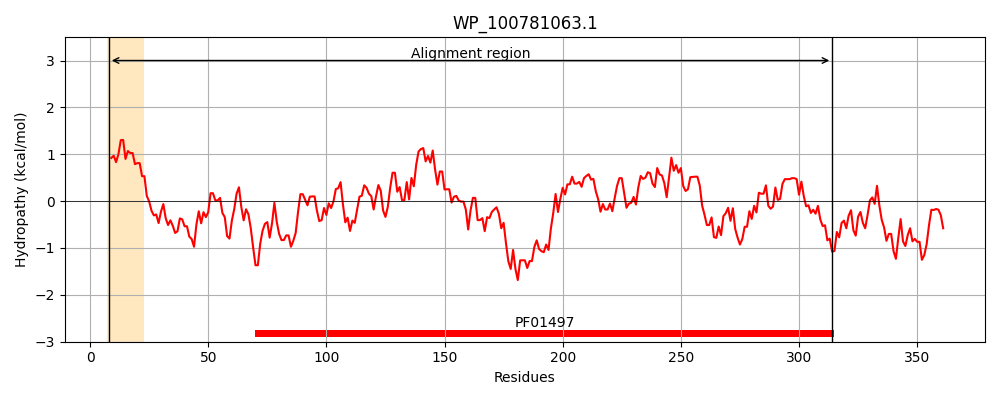 WP_100781063.1
Alignment region
Hydropathy (kcal/mol)
3
2
1
0
−1
−2
−3
PF01497
0 50 100 150 200 250 300 350
Residues